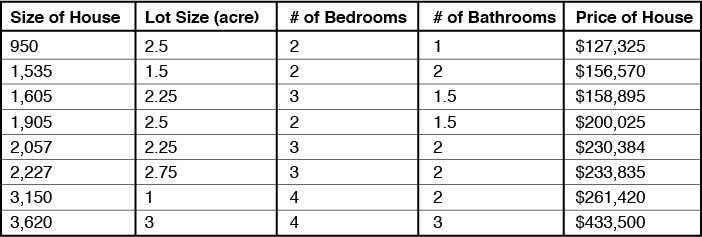 Size of House Lot Size (acre) # of Bedrooms # of Bathrooms Price of House
950 2.5 2 1 $127,325
1,535 1.5 2 2 $156,570
1,605 2.25 3 1.5 $158,895
1,905 2.5 2 1.5 $200,025
2,057 2.25 3 2 $230,384
2,227 2.75 3 2 $233,835
3,150 1 4 2 $261,420
3,620 3 4 3 $433,500